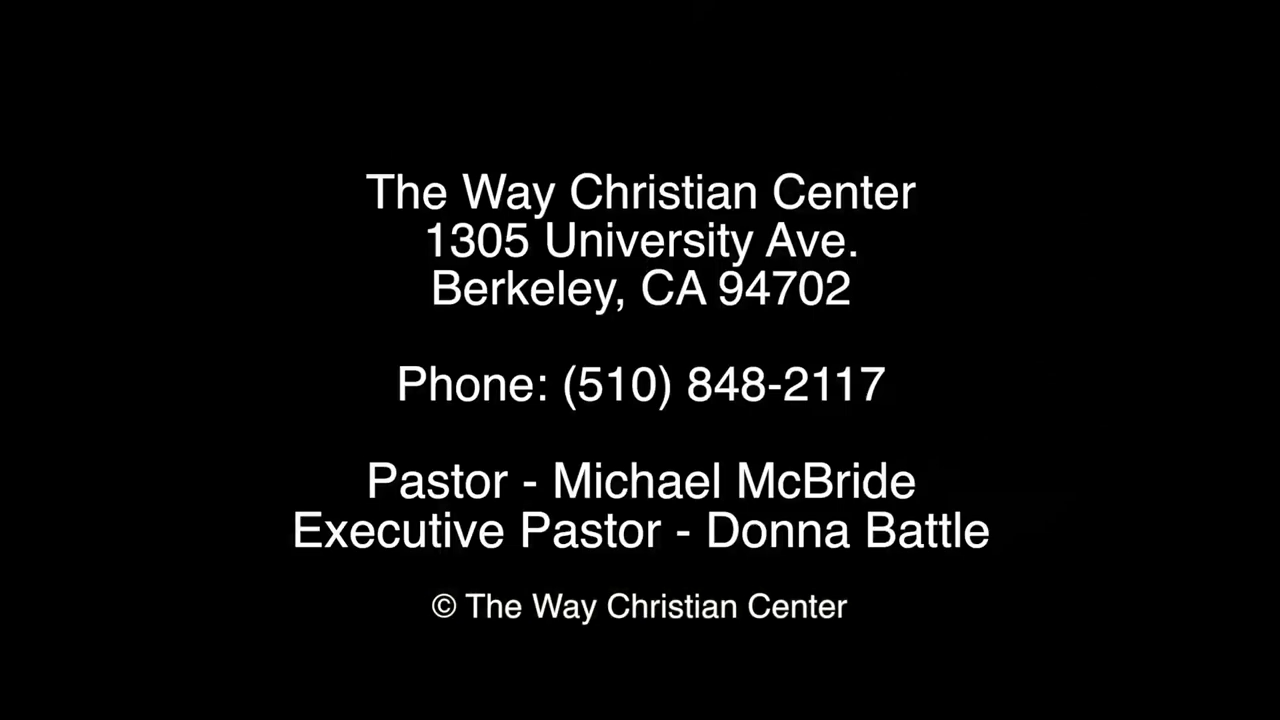 The Way Christian Center
1305 University Ave.
Berkeley, CA 94702
Phone: (510) 848-2117
Pastor - Michael McBride
Executive Pastor - Donna Battle
© The Way Christian Center